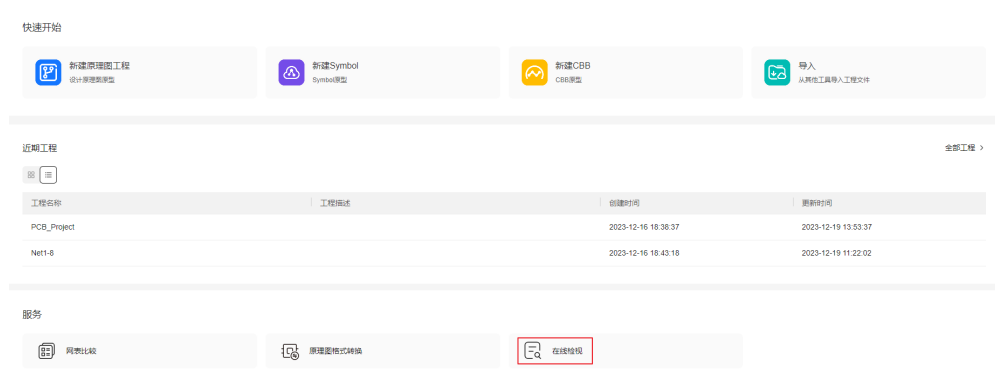 快速开始
新建原理图工程
设计原理图原型
新建Symbol
Symbol原型
新建CBB
CBB原型
导入
从其他工具导入工程文件
近期工程
全部工程 >
工程名称 工程描述 创建时间 更新时间
PCB_Project 2023-12-16 18:38:37 2023-12-19 13:53:37
Net1-8 2023-12-16 18:43:18 2023-12-19 11:22:02
服务
网表比较 原理图格式转换 在线检视